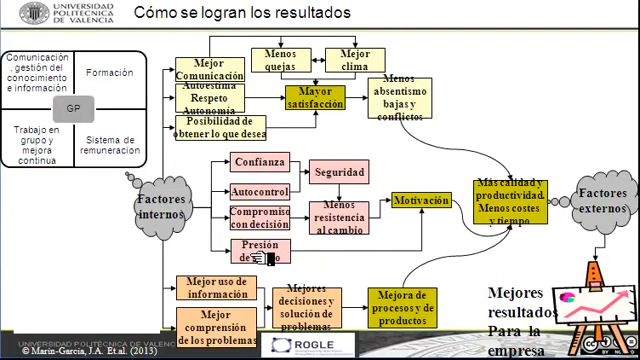 UNIVERSITAT
POLITECNICA
DE VALENCIA
Cómo se logran los resultados
Comunicación
, gestión del
conocimiento
e información
Formación
GP
Trabajo en
grupo y
mejora
continua
Sistema de
remuneracion
Mejor
Comunicación
Autoestima
Respeto
Autonomía
Posibilidad de
obtener lo que desea
Menos
quejas
Mejor
clima
Mayor
satisfacción
Menos
absentismo
bajas y
conflictos
Factores
internos
Confianza
Autocontrol
Compromiso
con decisión
Presión
Seguridad
Menos
resistencia
al cambio
Motivación
Más calidad y
productividad.
Menos costes
y tiempo
Factores
externos
Mejor uso de
información
Mejor
comprensión
de los problemas
Mejores
decisiones y
solución de
problemas
Mejora de
procesos y de
productos
Mejores
resultados
Para la
empresa
UNIVERSIDAD POLITECNICA DE VALENC
© Marin-Garcia, J.A. Et.al. (2013)
ROGLE